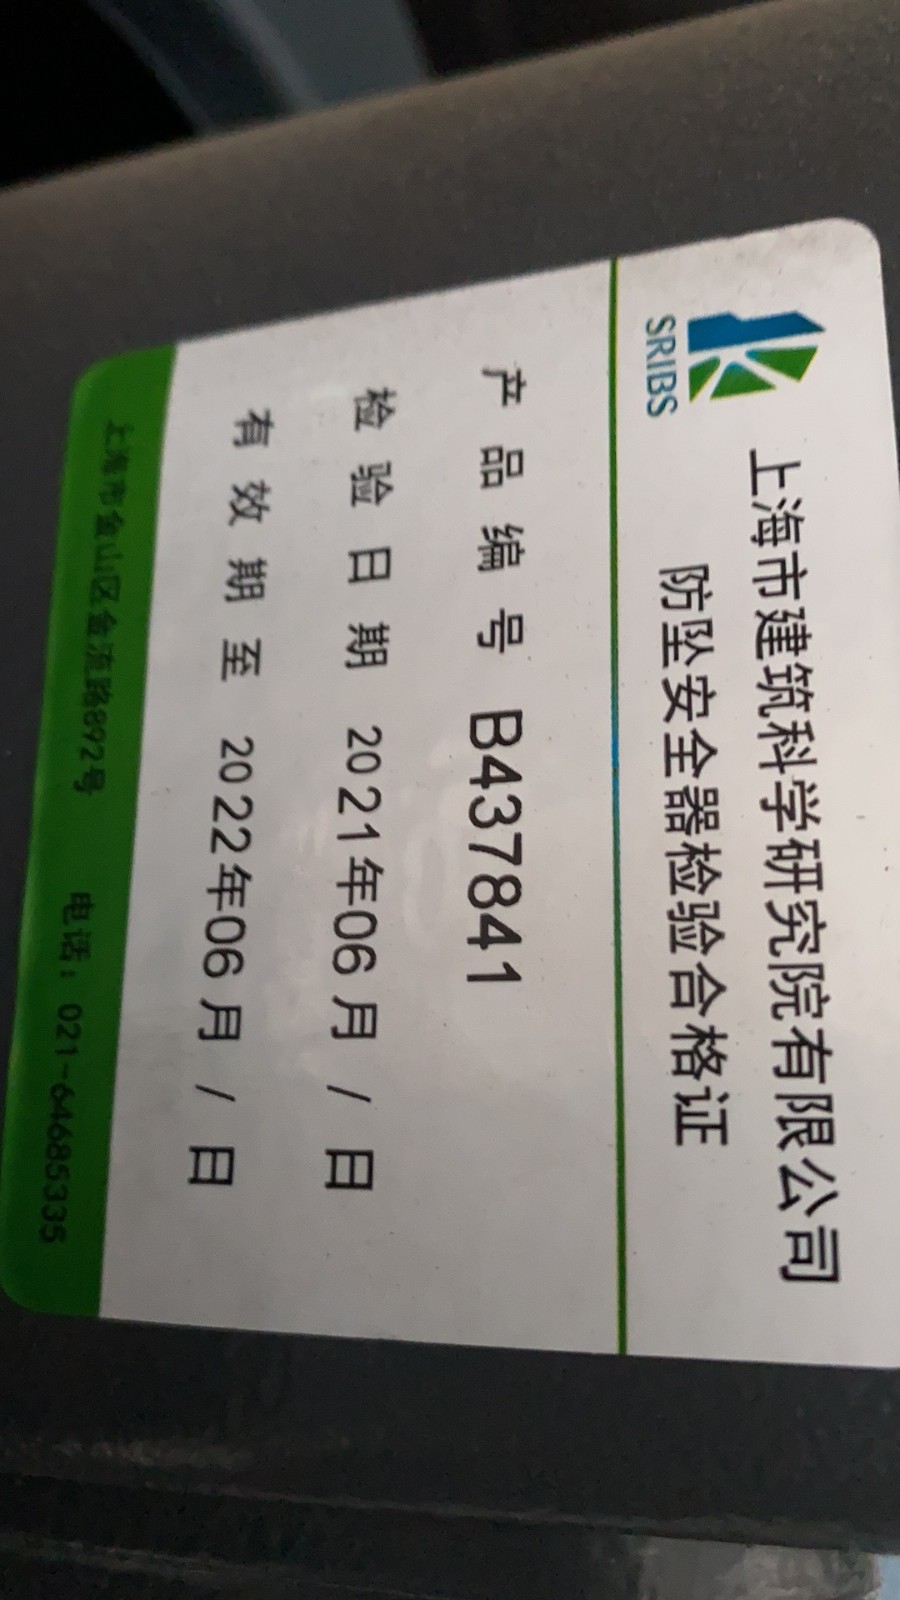 SRIBS
上海市建筑科学研究院有限公司
防坠安全器检验合格证
产品编号 B437841
检验日期 2021年06月/日
有效期至 2022年06月/日
上海市金山区金流路892号 电话：021-64685335